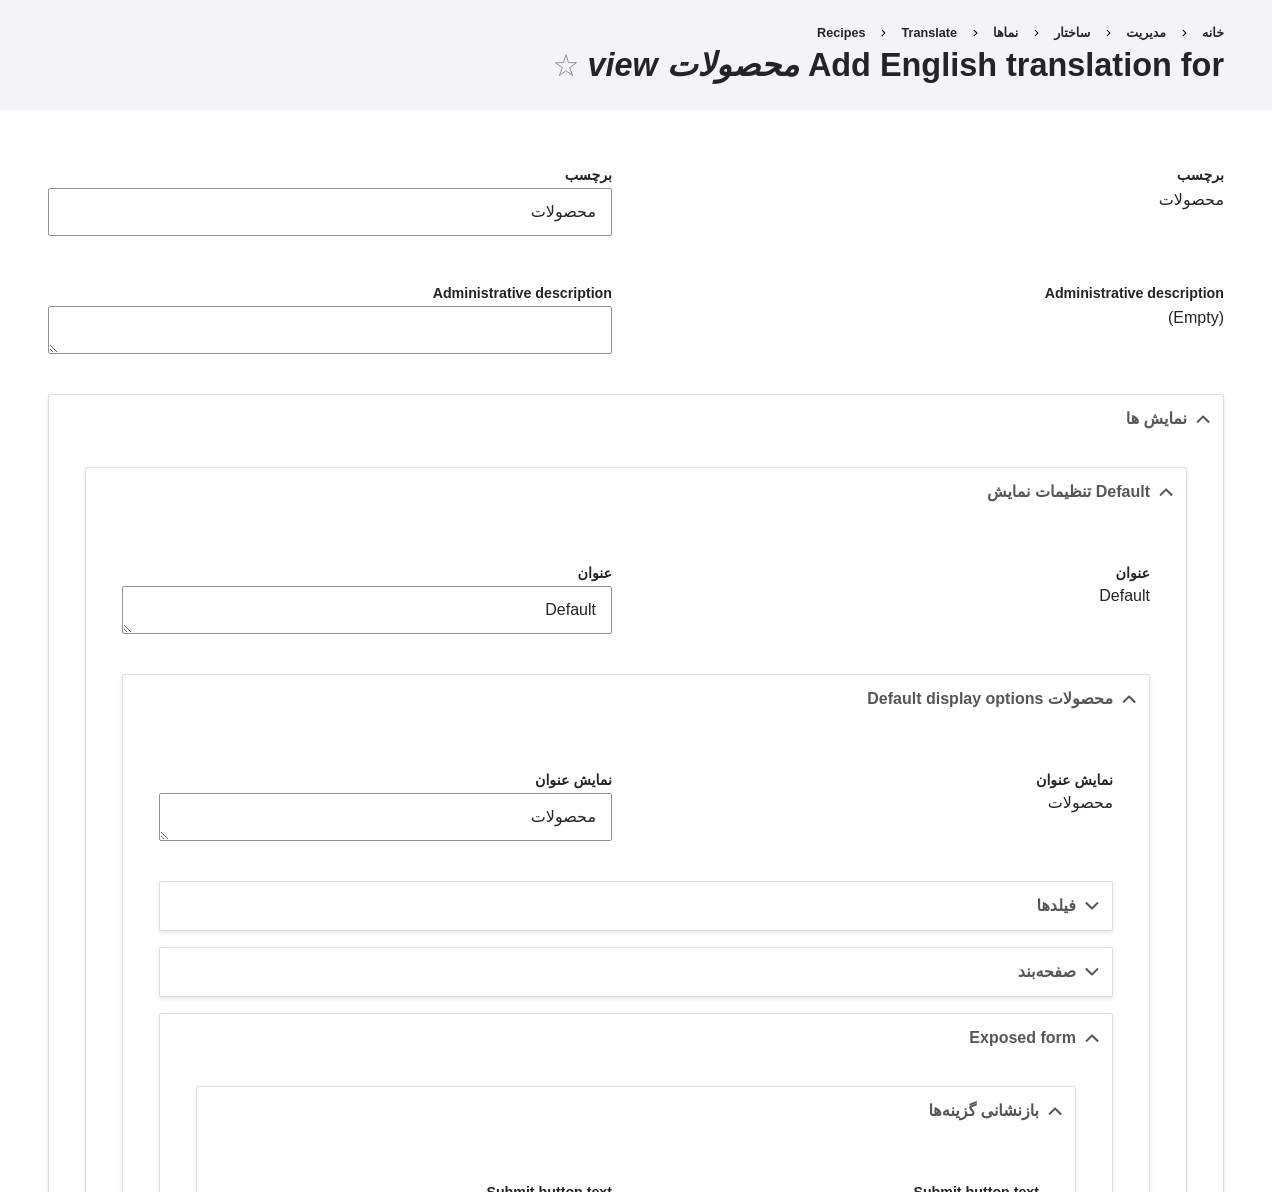 خانه › مدیریت › ساختار › نماها › Translate › Recipes
Add English translation for محصولات view ☆
برچسب
محصولات
برچسب
محصولات
Administrative description
(Empty)
Administrative description
نمایش ها
Default تنظیمات نمایش
عنوان
Default
عنوان
Default
محصولات Default display options
نمایش عنوان
محصولات
نمایش عنوان
محصولات
فیلدها
صفحه‌بند
Exposed form
بازنشانی گزینه‌ها
Submit button text
Submit button text